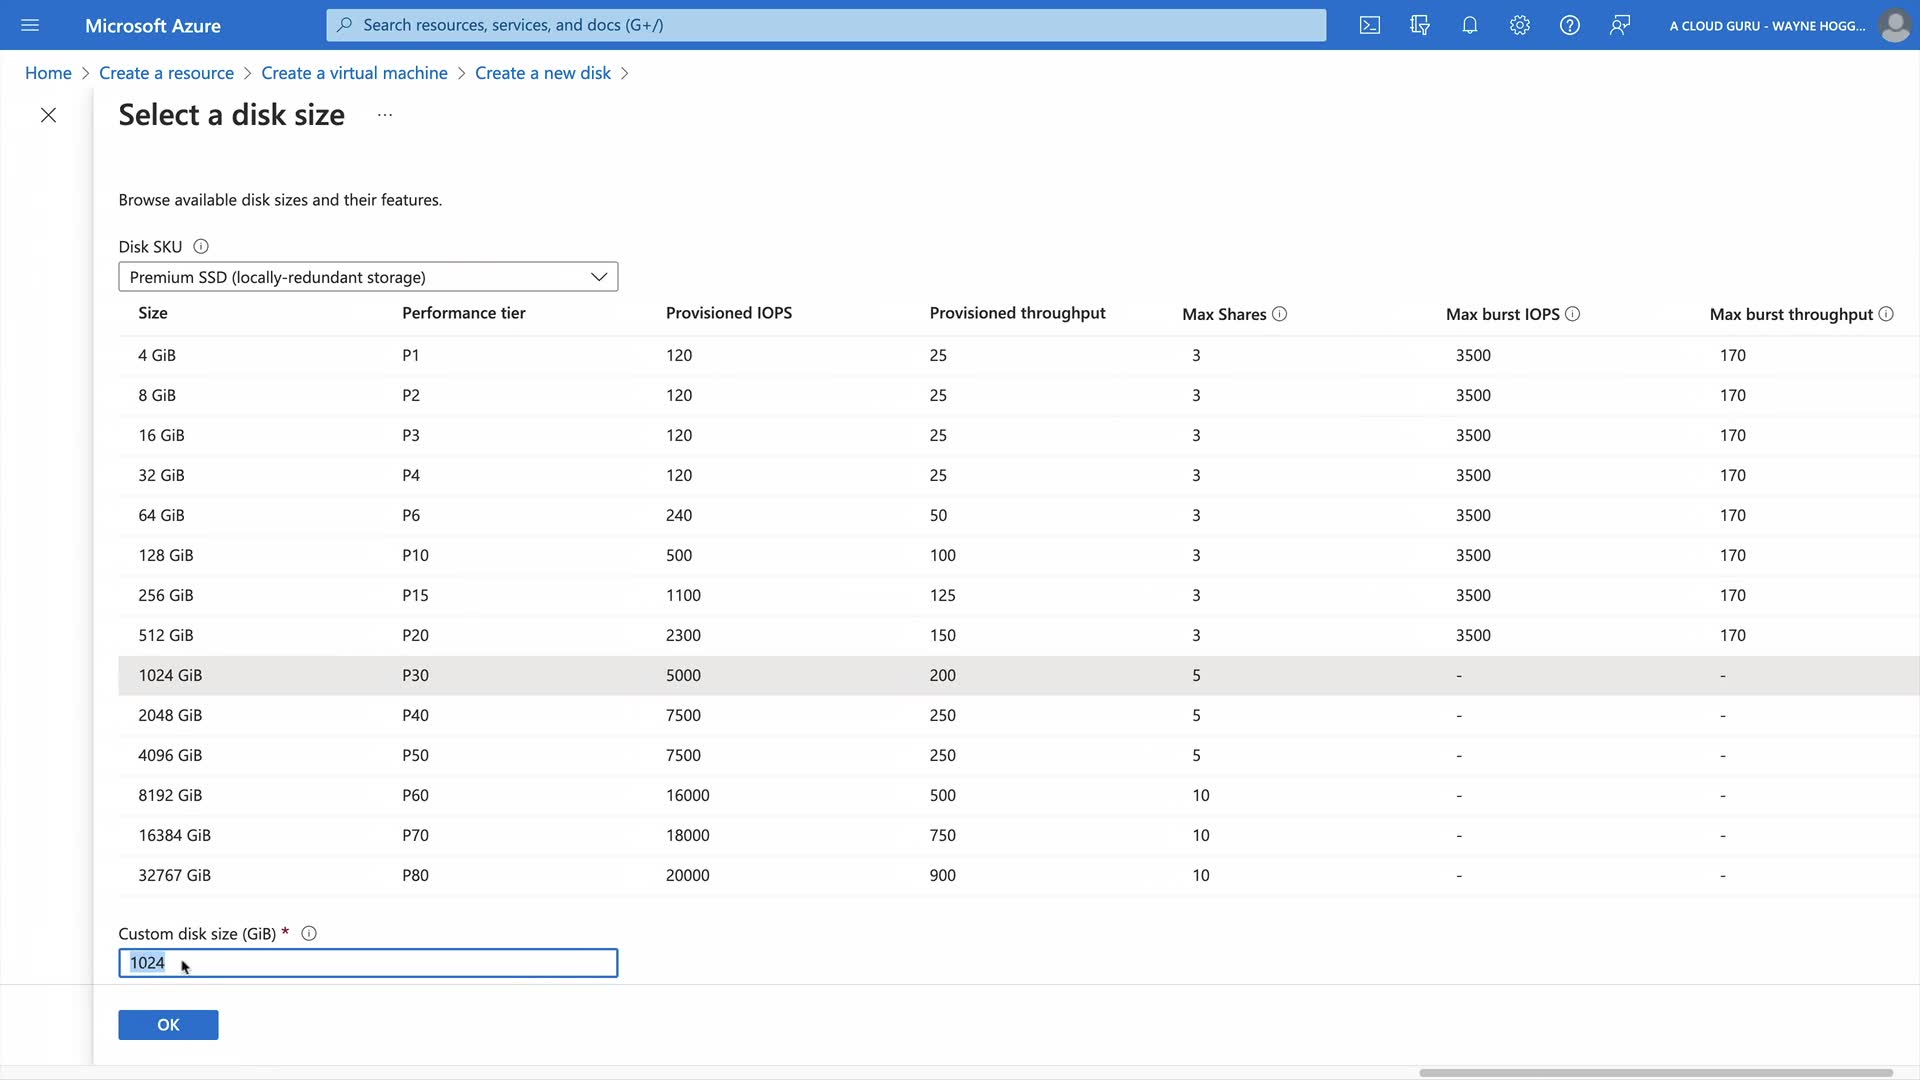 Microsoft Azure
Search resources, services, and docs (G+/)
A CLOUD GURU - WAYNE HOGG...
Home > Create a resource > Create a virtual machine > Create a new disk >
Select a disk size ...
Browse available disk sizes and their features.
Disk SKU
Premium SSD (locally-redundant storage)
Size Performance tier Provisioned IOPS Provisioned throughput Max Shares Max burst IOPS Max burst throughput
4 GiB P1 120 25 3 3500 170
8 GiB P2 120 25 3 3500 170
16 GiB P3 120 25 3 3500 170
32 GiB P4 120 25 3 3500 170
64 GiB P6 240 50 3 3500 170
128 GiB P10 500 100 3 3500 170
256 GiB P15 1100 125 3 3500 170
512 GiB P20 2300 150 3 3500 170
1024 GiB P30 5000 200 5 - -
2048 GiB P40 7500 250 5 - -
4096 GiB P50 7500 250 5 - -
8192 GiB P60 16000 500 10 - -
16384 GiB P70 18000 750 10 - -
32767 GiB P80 20000 900 10 - -
Custom disk size (GiB) *
1024
OK